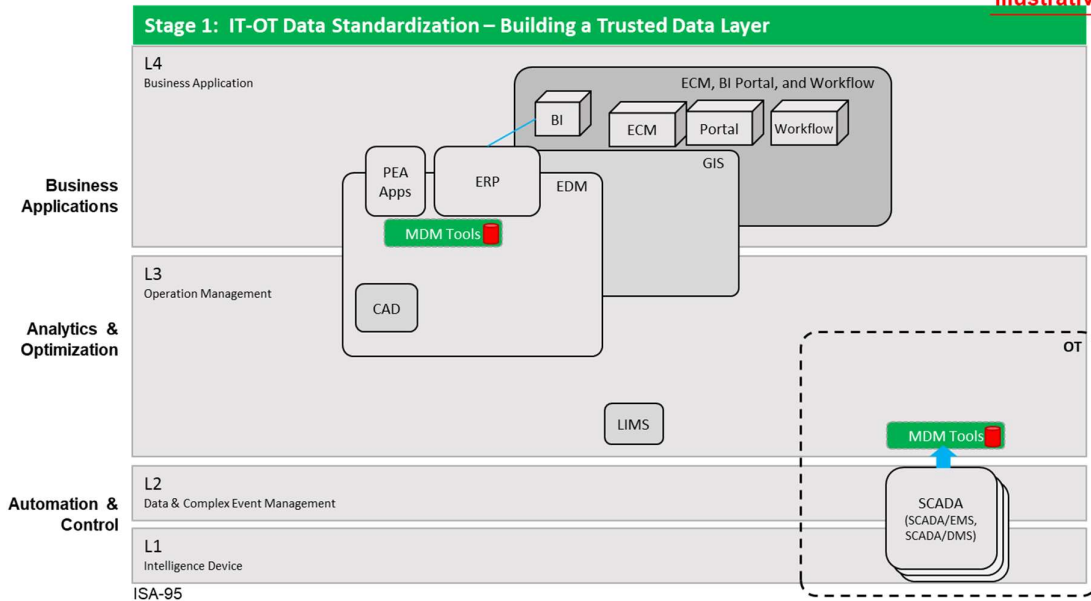 Stage 1: IT-OT Data Standardization – Building a Trusted Data Layer
L4
Business Application
ECM, BI Portal, and Workflow
BI
ECM
Portal
Workflow
GIS
PEA
Apps
ERP
EDM
MDM Tools
Business
Applications
L3
Operation Management
CAD
Analytics &
Optimization
OT
LIMS
MDM Tools
L2
Data & Complex Event Management
Automation &
Control
SCADA
(SCADA/EMS,
SCADA/DMS)
L1
Intelligence Device
ISA-95